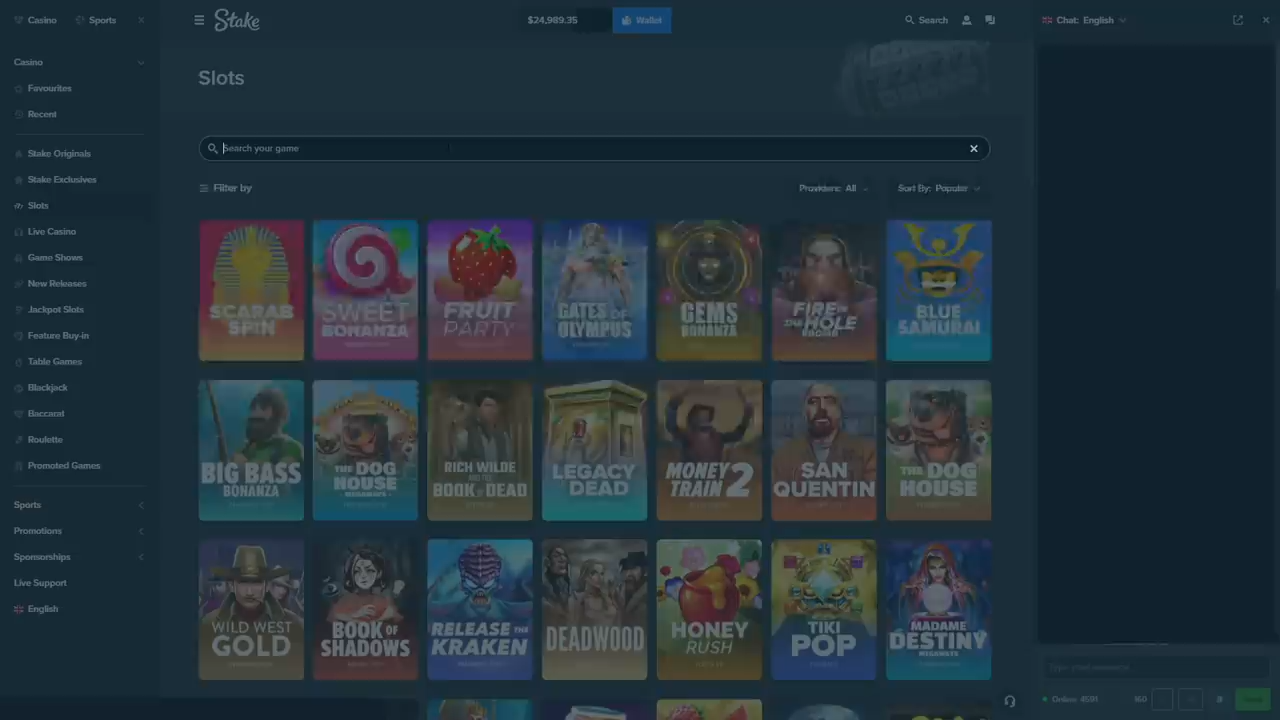 Casino
Sports
Stake
$24,989.35
Wallet
Search
Chat: English
Casino
Favourites
Recent
Stake Originals
Stake Exclusives
Slots
Live Casino
Game Shows
New Releases
Jackpot Slots
Feature Buy-in
Table Games
Blackjack
Baccarat
Roulette
Promoted Games
Sports
Promotions
Sponsorships
Live Support
English
Slots
Search your game
Filter by
Providers: All
Sort By: Popular
SCARAB SPIN
SWEET BONANZA
FRUIT PARTY
GATES OF OLYMPUS
GEMS BONANZA
FIRE IN THE HOLE
BLUE SAMURAI
BIG BASS BONANZA
THE DOG HOUSE MEGAWAYS
RICH WILDE AND THE BOOK OF DEAD
LEGACY DEAD
MONEY TRAIN 2
SAN QUENTIN
THE DOG HOUSE
WILD WEST GOLD
BOOK OF SHADOWS
RELEASE THE KRAKEN
DEADWOOD
HONEY RUSH
TIKI POP
MADAME DESTINY MEGAWAYS
Online: 4591
160